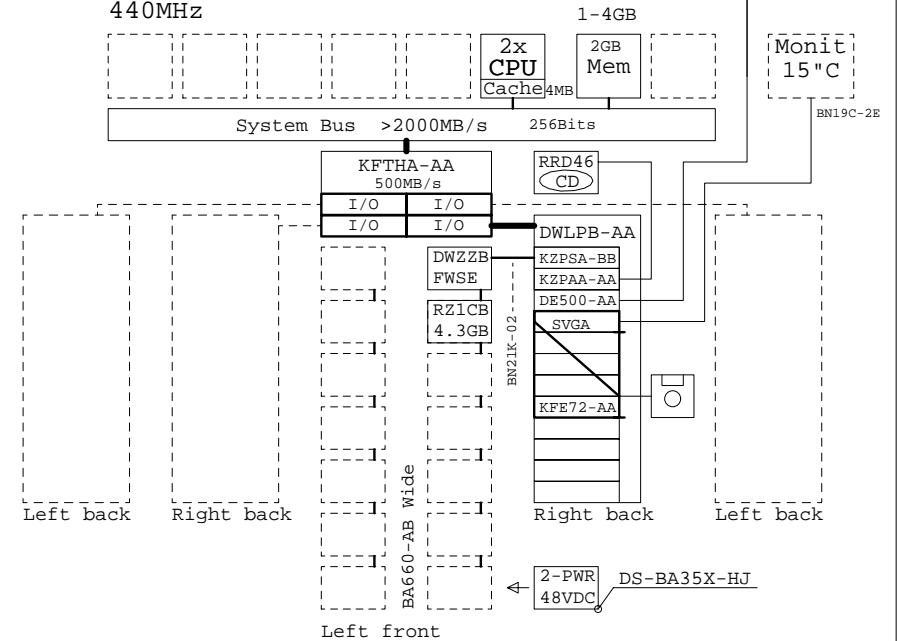 440MHz
1-4GB
2x
CPU
Cache
4MB
2GB
Mem
Monit
15"C
BN19C-2E
System Bus >2000MB/s 256Bits
KFTHA-AA
500MB/s
RRD46
CD
I/O I/O
I/O I/O
DWLPB-AA
DWZZB
FWSE
KZPSA-BB
KZPAA-AA
DE500-AA
RZ1CB
4.3GB
SVGA
BN21K-02
KFE72-AA
BA660-AB Wide
Left back
Right back
Right back
Left back
2-PWR
48VDC
DS-BA35X-HJ
Left front